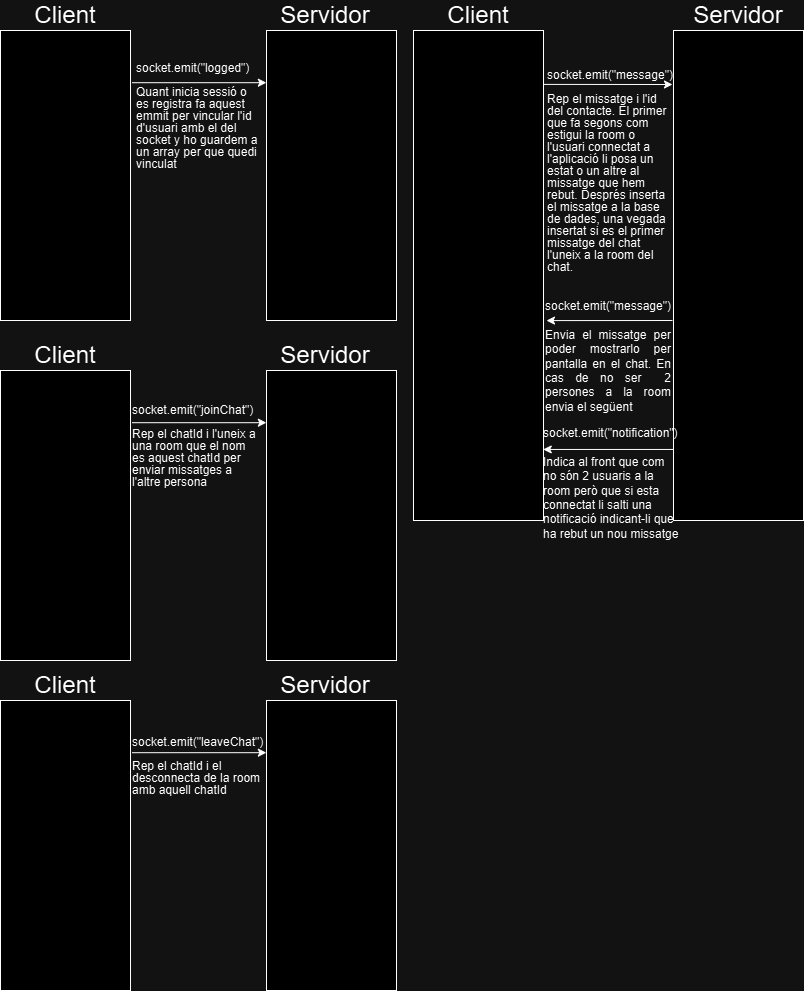 Client
Servidor
socket.emit("logged")
Quant inicia sessió o
es registra fa aquest
emmit per vincular l'id
d'usuari amb el del
socket y ho guardem a
un array per que quedi
vinculat
Client
Servidor
socket.emit("message")
Rep el missatge i l'id
del contacte. El primer
que fa segons com
estigui la room o
l'usuari connectat a
l'aplicació li posa un
estat o un altre al
missatge que hem
rebut. Després inserta
el missatge a la base
de dades, una vegada
insertat si es el primer
missatge del chat
l'uneix a la room del
chat.
socket.emit("message")
Envia el missatge per
poder mostrarlo per
pantalla en el chat. En
cas de no ser 2
persones a la room
envia el següent
socket.emit("notification")
Indica al front que com
no són 2 usuaris a la
room però que si esta
connectat li salti una
notificació indicant-li que
ha rebut un nou missatge
Client
Servidor
socket.emit("joinChat")
Rep el chatId i l'uneix a
una room que el nom
es aquest chatId per
enviar missatges a
l'altre persona
Client
Servidor
socket.emit("leaveChat")
Rep el chatId i el
desconnecta de la room
amb aquell chatId